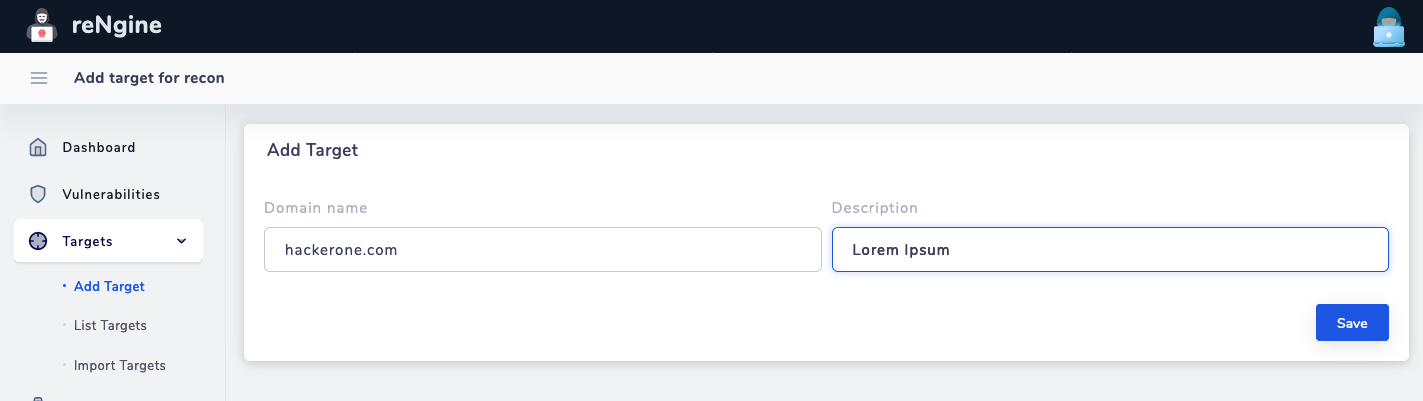 reNgine
Add target for recon
Dashboard
Vulnerabilities
Targets
Add Target
List Targets
Import Targets
Add Target
Domain name
Description
hackerone.com
Lorem Ipsum
Save